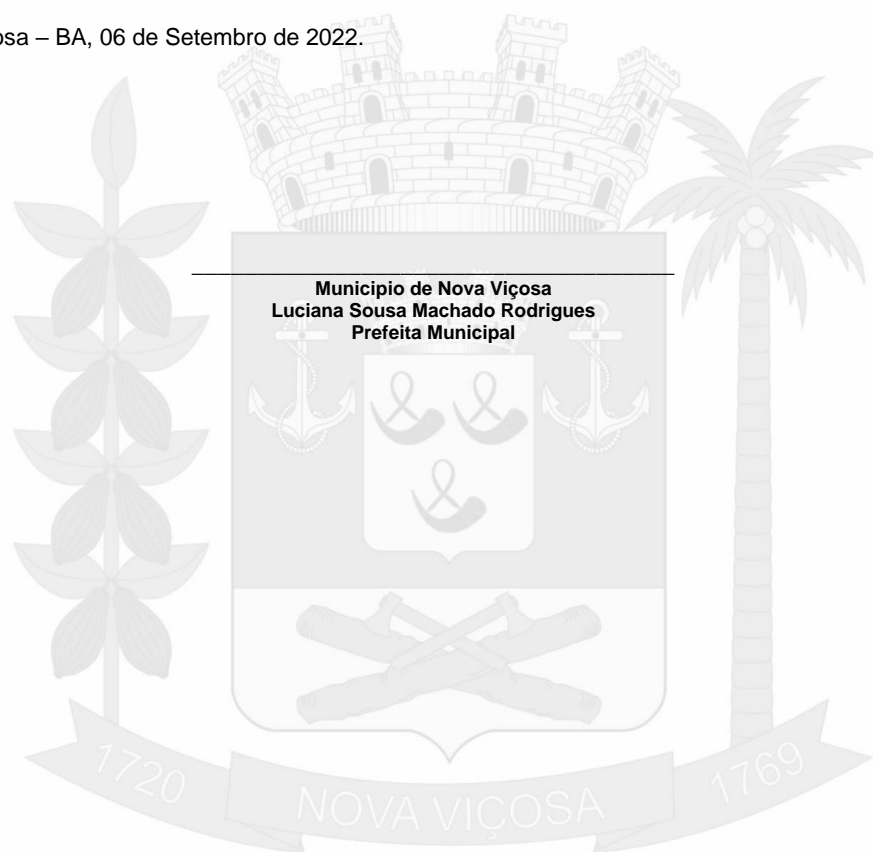 osa – BA, 06 de Setembro de 2022.
Municipio de Nova Viçosa
Luciana Sousa Machado Rodrigues
Prefeita Municipal
1720
NOVA VIÇOSA
1769